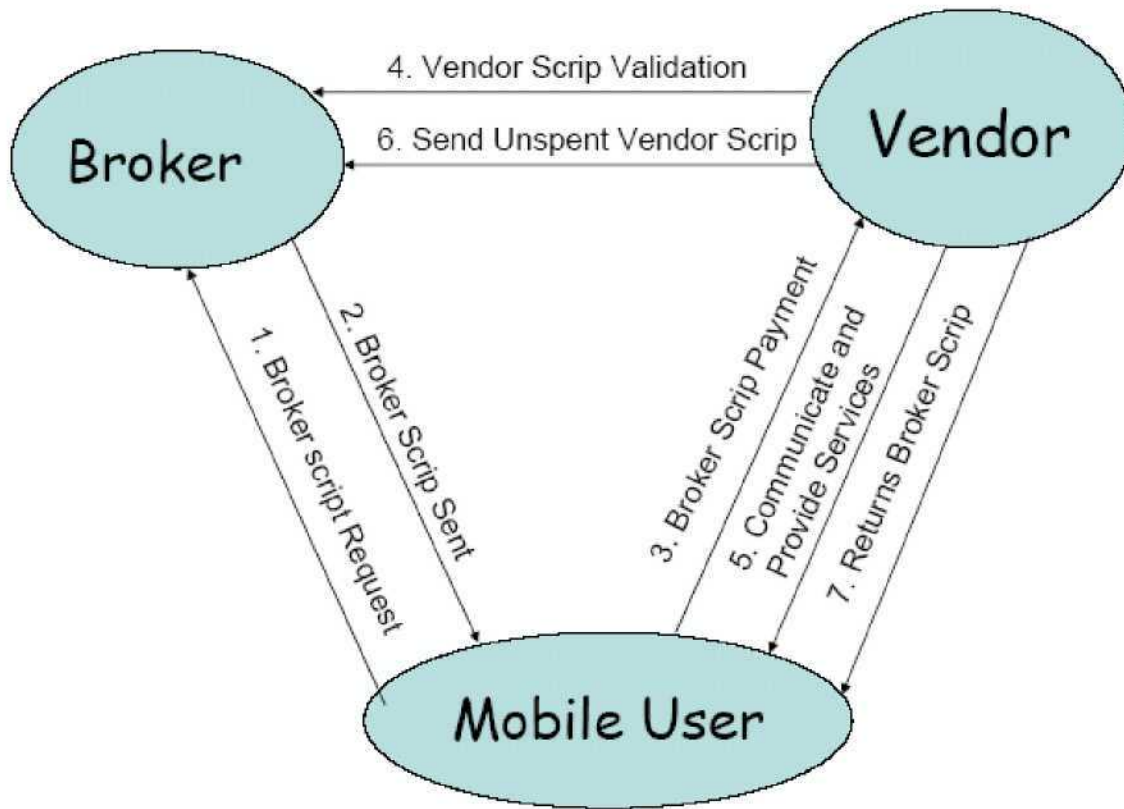 4. Vendor Scrip Validation
Broker
Vendor
6. Send Unspent Vendor Scrip
1. Broker script Request
2. Broker Scrip Sent
3. Broker Scrip Payment
5. Communicate and
Provide Services
7. Returns Broker Scrip
Mobile User